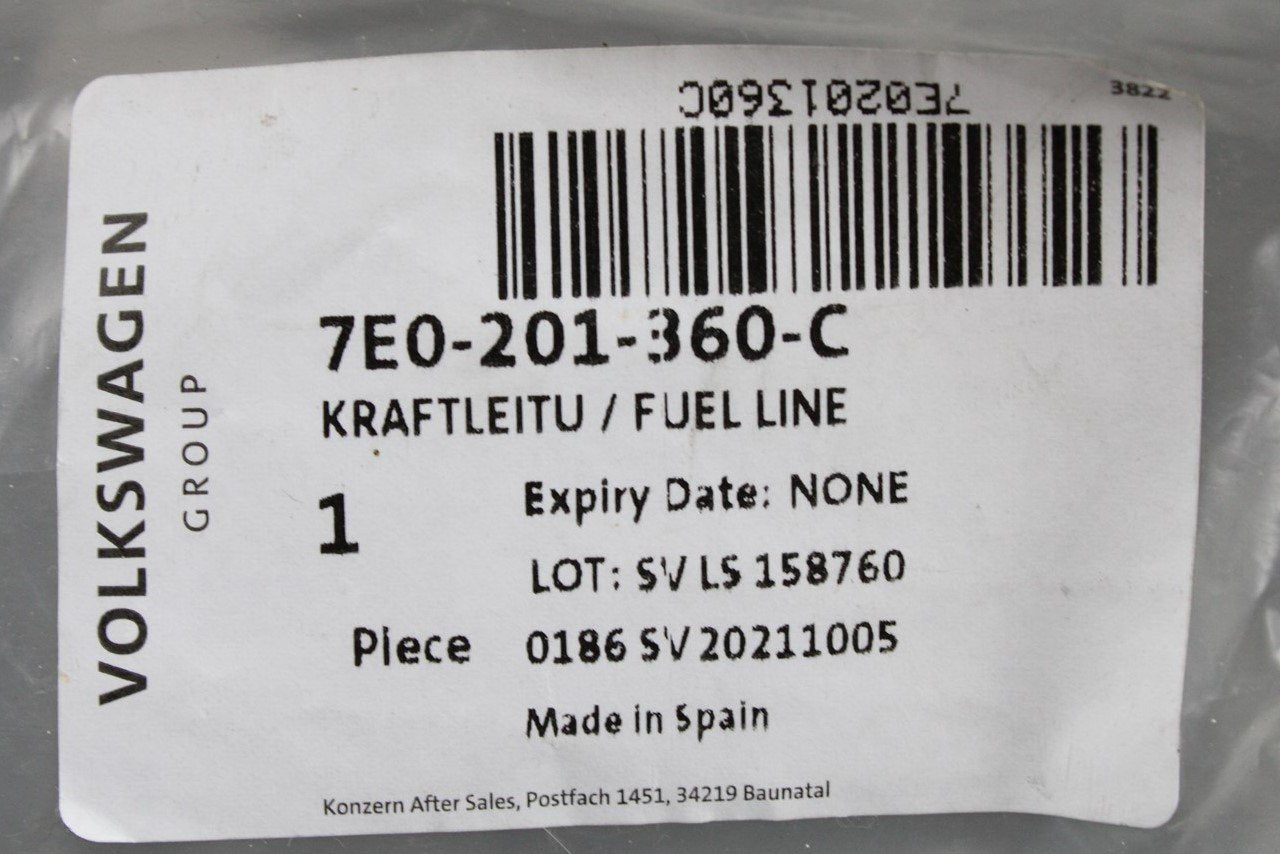 3822
7E0201360C
7E0-201-360-C
KRAFTLEITU / FUEL LINE
1
Expiry Date: NONE
LOT: SV LS 158760
Piece 0186 SV 20211005
Made in Spain
Konzern After Sales, Postfach 1451, 34219 Baunatal
VOLKSWAGEN
GROUP